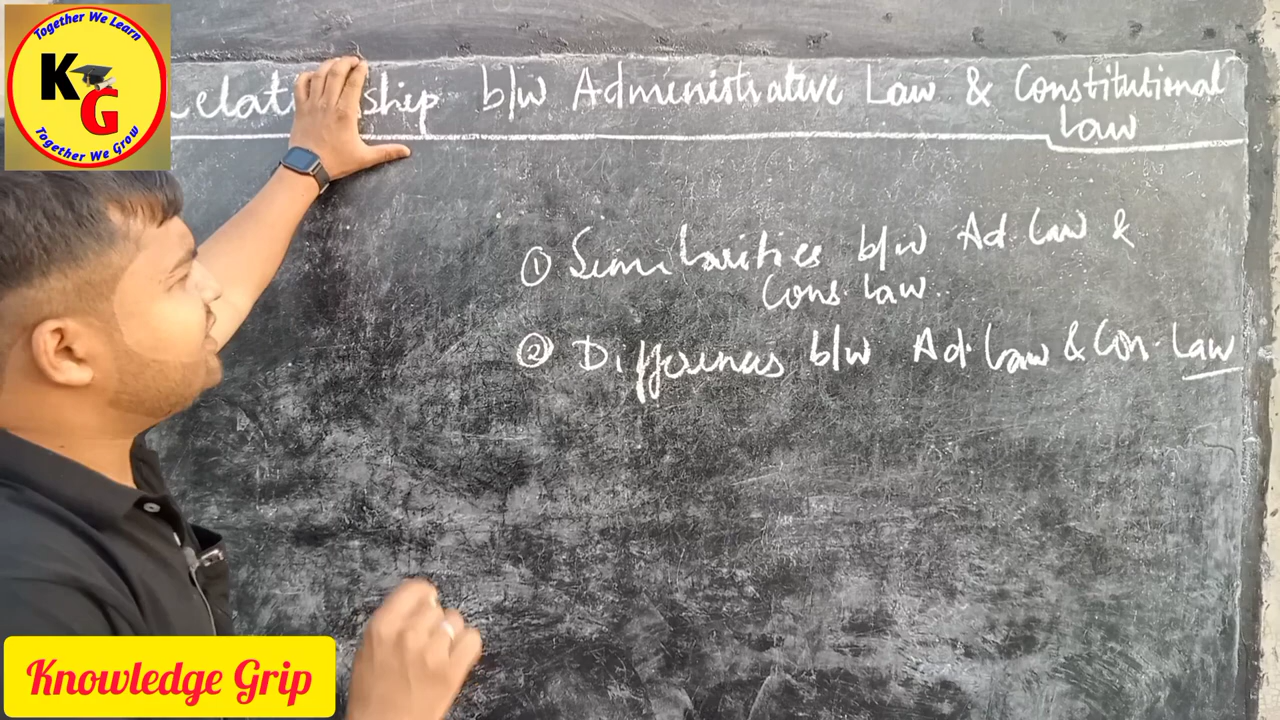 Together We Learn
KG
Together We Grow
Relationship b/w Administrative Law & Constitutional
Law
① Similarities b/w Ad. Law &
Cons. Law.
② Differences b/w Ad. Law & Con. Law
Knowledge Grip